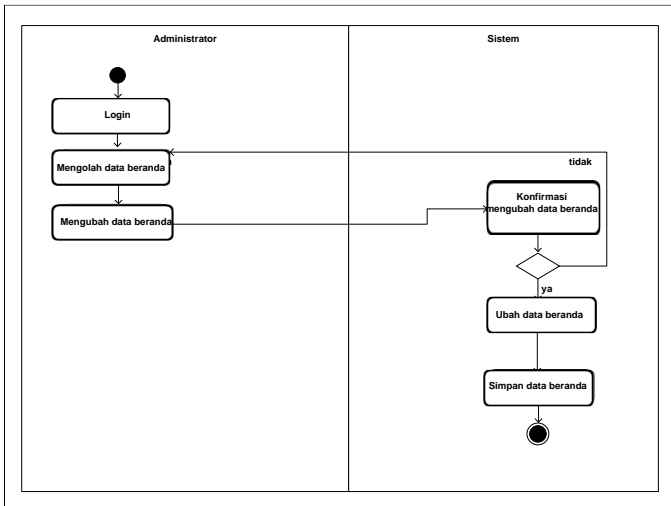 Administrator
Sistem
Login
Mengolah data beranda
tidak
Konfirmasi
mengubah data beranda
Mengubah data beranda
ya
Ubah data beranda
Simpan data beranda